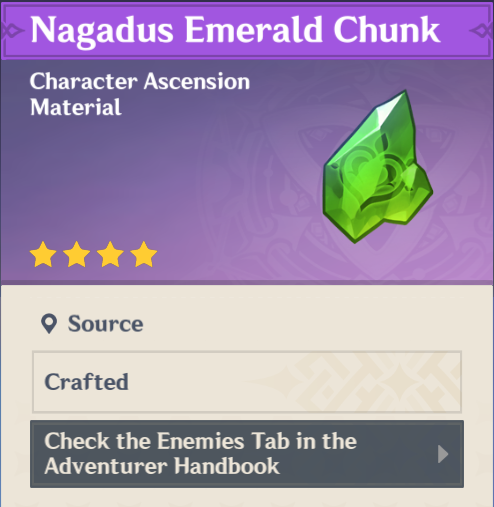 Nagadus Emerald Chunk
Character Ascension
Material
Source
Crafted
Check the Enemies Tab in the
Adventurer Handbook